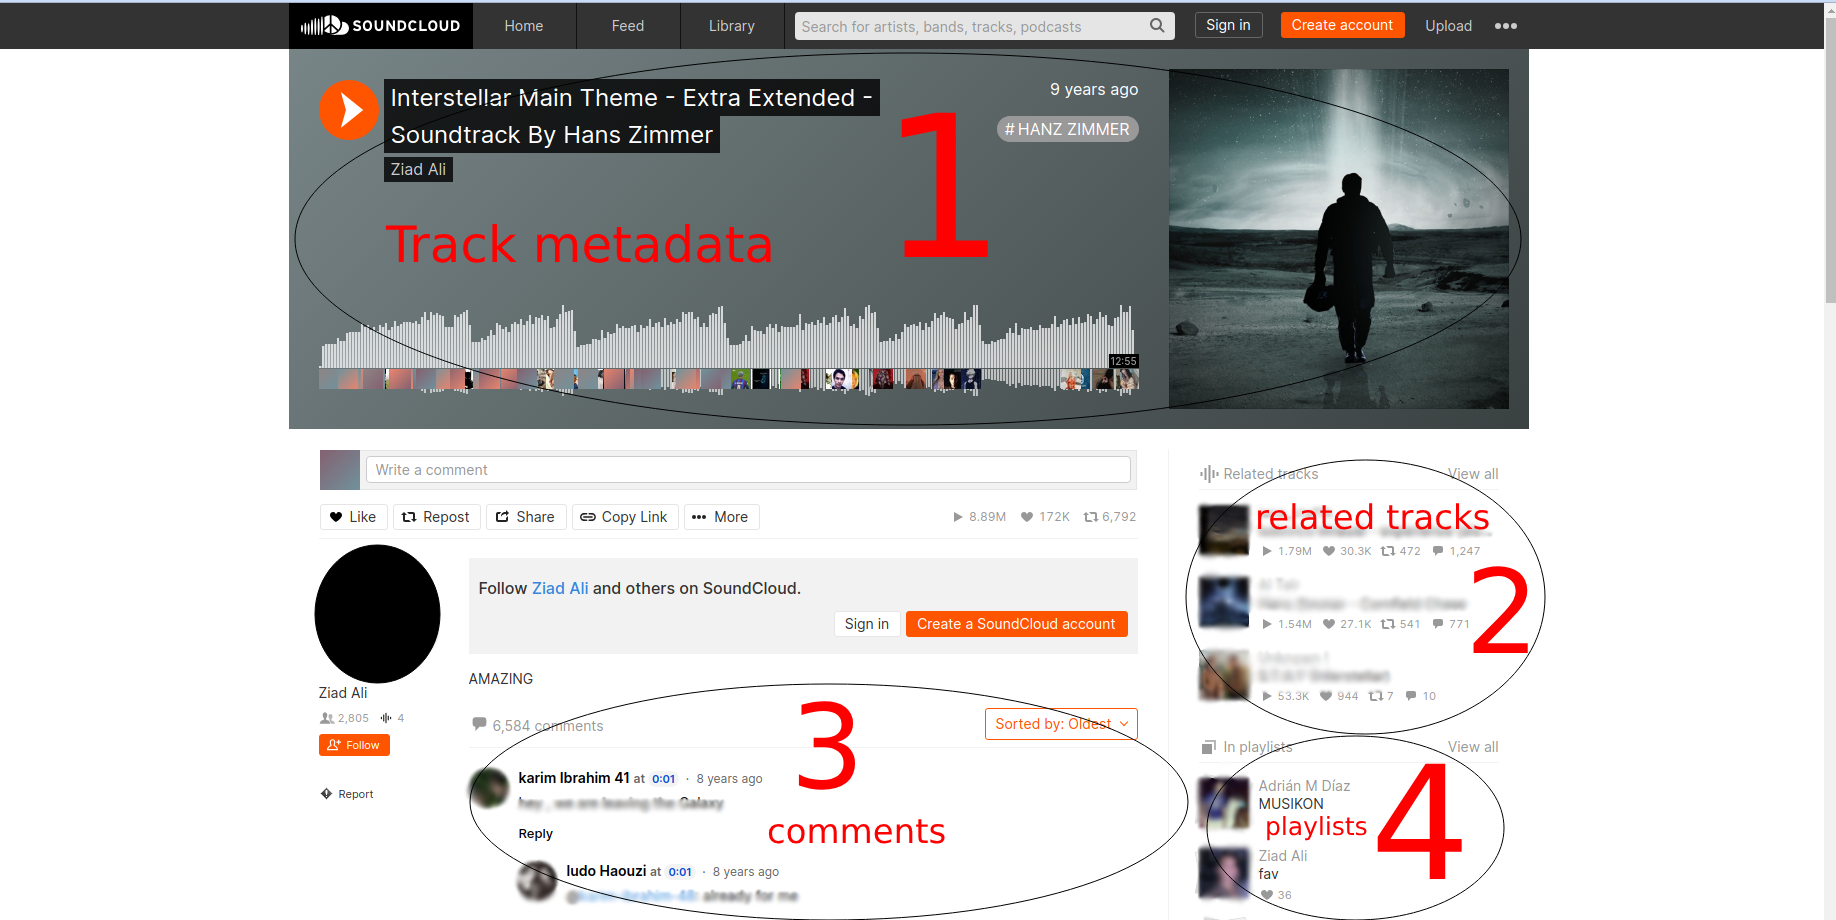 SOUNDCLOUD
Home
Feed
Library
Search for artists, bands, tracks, podcasts
Sign in
Create account
Upload
Interstellar Main Theme - Extra Extended -
Soundtrack By Hans Zimmer
Ziad Ali
9 years ago
# HANZ ZIMMER
1
Track metadata
12:55
Write a comment
Like
Repost
Share
Copy Link
More
8.89M
172K
6,792
Ziad Ali
2,805
4
Follow
Report
Follow Ziad Ali and others on SoundCloud.
Sign in
Create a SoundCloud account
AMAZING
6,584 comments
Sorted by: Oldest
3
comments
karim Ibrahim 41 at 0:01 · 8 years ago
hey , we are leaving the Galaxy
Reply
ludo Haouzi at 0:01 · 8 years ago
already for me
Related tracks
View all
related tracks
1.79M
30.3K
472
1,247
2
1.54M
27.1K
541
771
53.3K
944
7
10
In playlists
View all
Adrián M Díaz
MUSIKON
playlists
4
Ziad Ali
fav
36